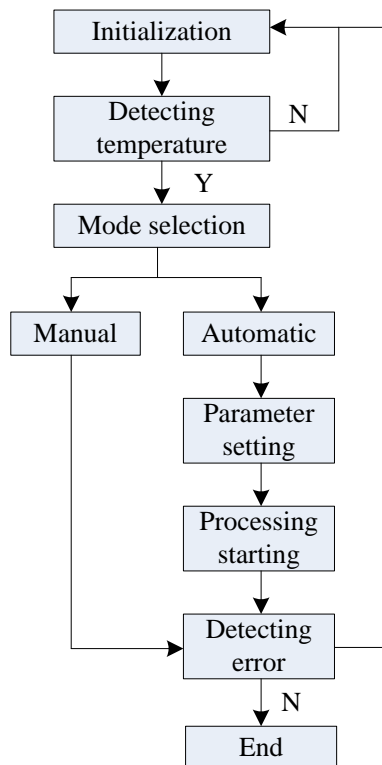 Initialization
Detecting
temperature
N
Y
Mode selection
Manual
Automatic
Parameter
setting
Processing
starting
Detecting
error
N
End